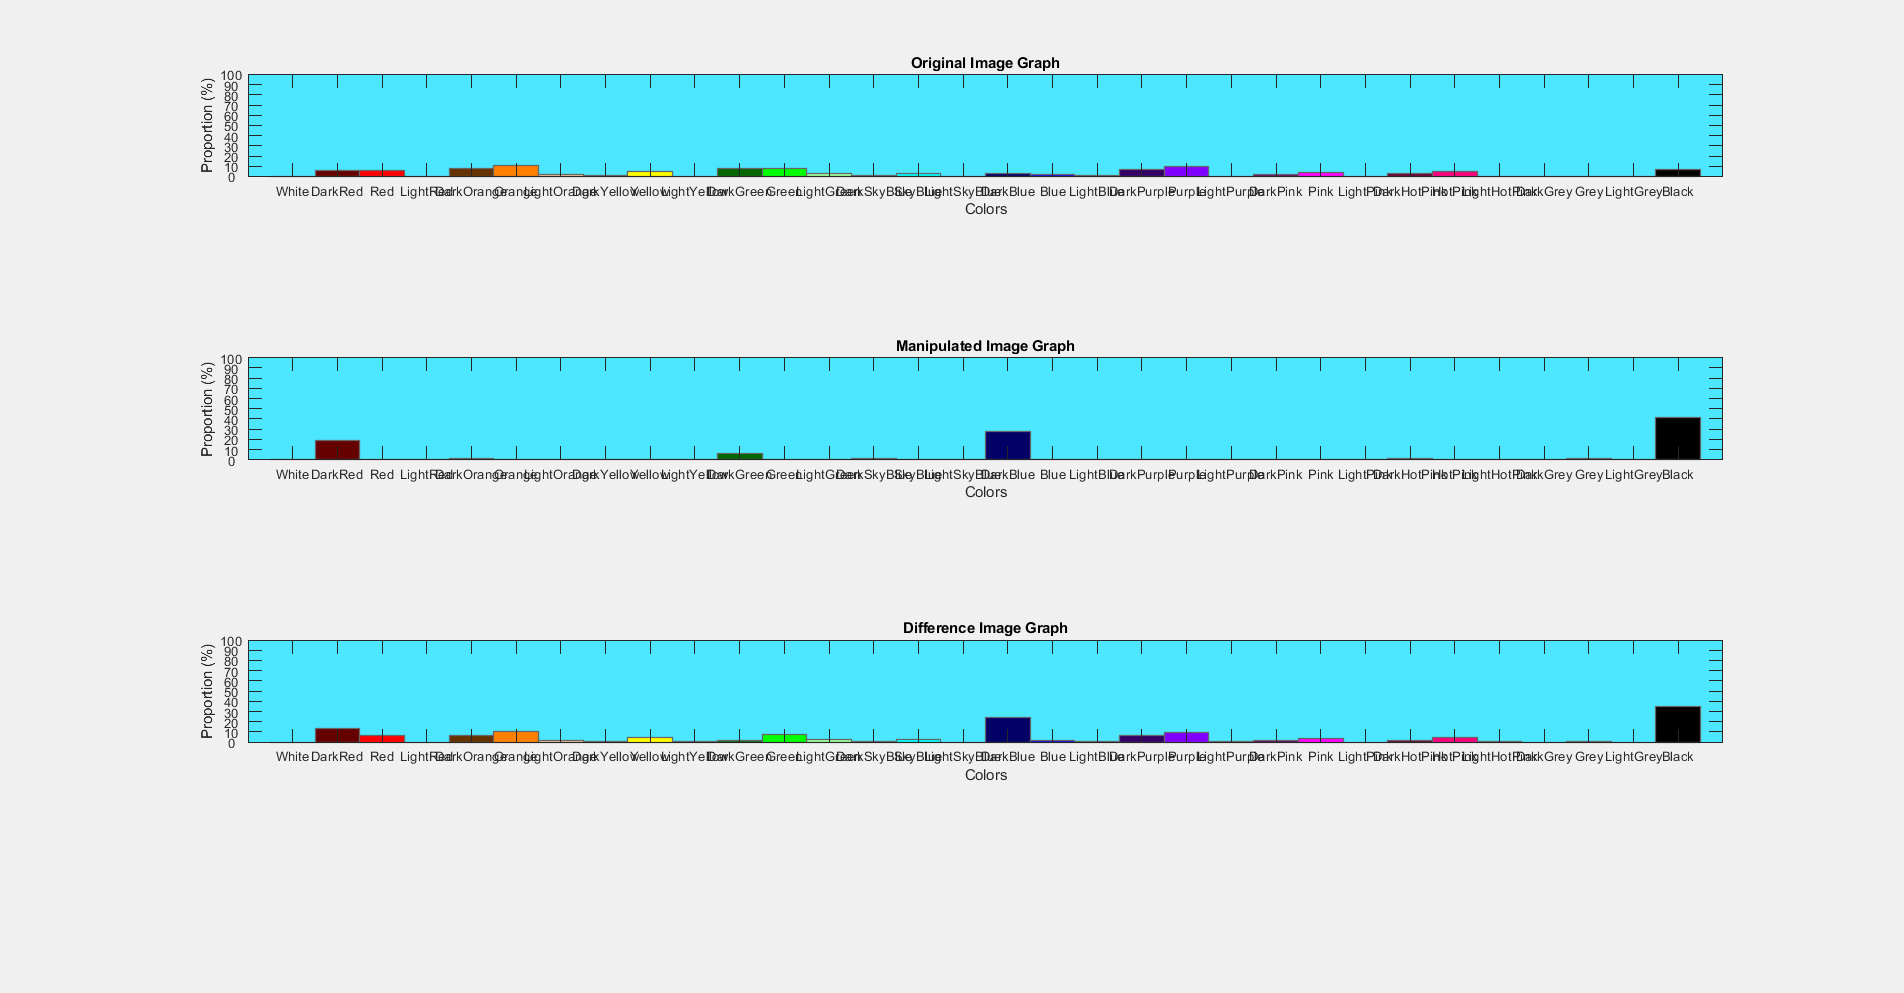 Original Image Graph
Proportion (%)
100
90
80
70
60
50
40
30
20
10
0
White DarkRed Red LightRed DarkOrange Orange LightOrange DarkYellow Yellow LightYellow DarkGreen Green LightGreen DarkSkyBlue SkyBlue LightSkyBlue DarkBlue Blue LightBlue DarkPurple Purple LightPurple DarkPink Pink LightPink DarkHotPink HotPink LightHotPink DarkGrey Grey LightGrey Black
Colors
Manipulated Image Graph
Proportion (%)
100
90
80
70
60
50
40
30
20
10
0
White DarkRed Red LightRed DarkOrange Orange LightOrange DarkYellow Yellow LightYellow DarkGreen Green LightGreen DarkSkyBlue SkyBlue LightSkyBlue DarkBlue Blue LightBlue DarkPurple Purple LightPurple DarkPink Pink LightPink DarkHotPink HotPink LightHotPink DarkGrey Grey LightGrey Black
Colors
Difference Image Graph
Proportion (%)
100
90
80
70
60
50
40
30
20
10
0
White DarkRed Red LightRed DarkOrange Orange LightOrange DarkYellow Yellow LightYellow DarkGreen Green LightGreen DarkSkyBlue SkyBlue LightSkyBlue DarkBlue Blue LightBlue DarkPurple Purple LightPurple DarkPink Pink LightPink DarkHotPink HotPink LightHotPink DarkGrey Grey LightGrey Black
Colors